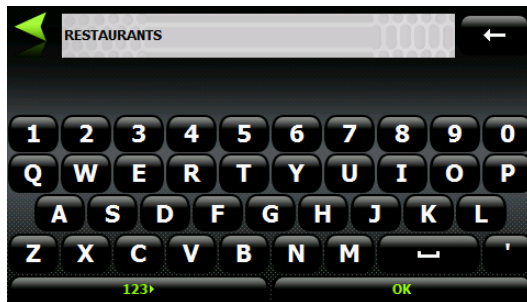 RESTAURANTS
1 2 3 4 5 6 7 8 9 0
Q W E R T Y U I O P
A S D F G H J K L
Z X C V B N M '
123 OK